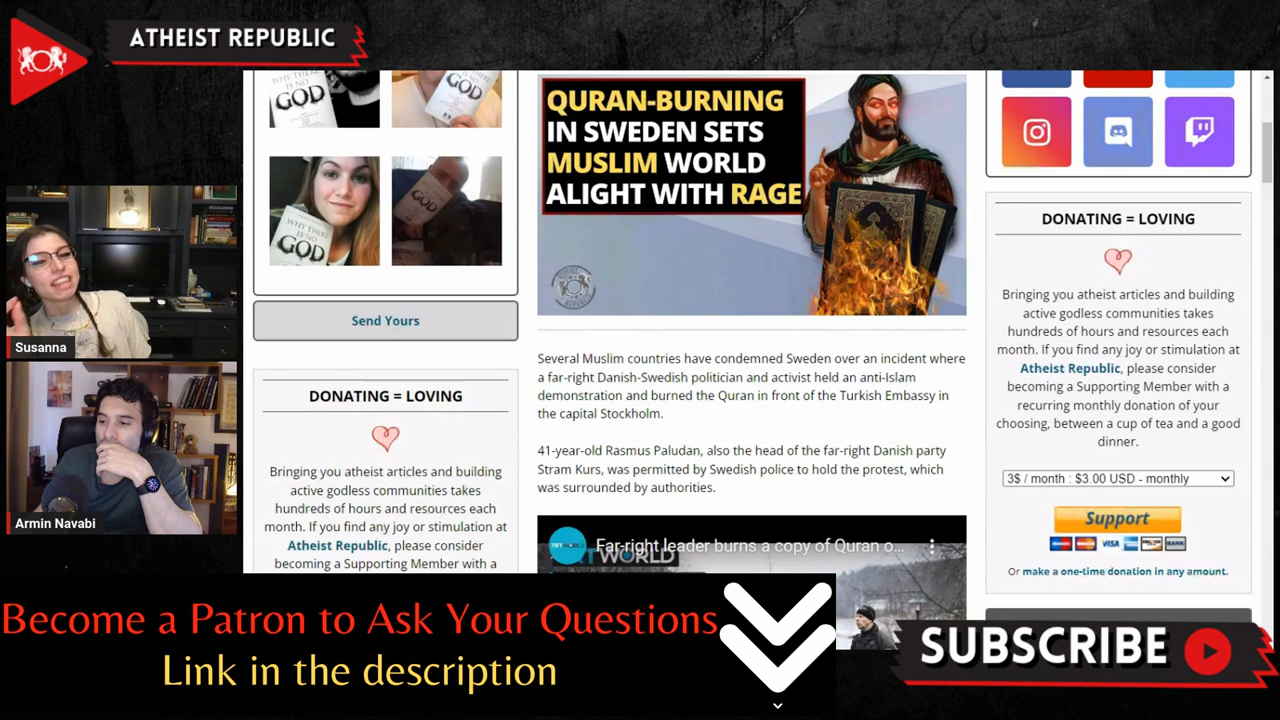 ATHEIST REPUBLIC
Susanna
Armin Navabi
WHY THERE
IS NO
GOD
GOD
GOD
Send Yours
DONATING = LOVING
Bringing you atheist articles and building
active godless communities takes
hundreds of hours and resources each
month. If you find any joy or stimulation at
Atheist Republic, please consider
becoming a Supporting Member with a
QURAN-BURNING
IN SWEDEN SETS
MUSLIM WORLD
ALIGHT WITH RAGE
Several Muslim countries have condemned Sweden over an incident where
a far-right Danish-Swedish politician and activist held an anti-Islam
demonstration and burned the Quran in front of the Turkish Embassy in
the capital Stockholm.
41-year-old Rasmus Paludan, also the head of the far-right Danish party
Stram Kurs, was permitted by Swedish police to hold the protest, which
was surrounded by authorities.
Far-right leader burns a copy of Quran o...
TRT WORLD
DONATING = LOVING
Bringing you atheist articles and building
active godless communities takes
hundreds of hours and resources each
month. If you find any joy or stimulation at
Atheist Republic, please consider
becoming a Supporting Member with a
recurring monthly donation of your
choosing, between a cup of tea and a good
dinner.
3$ / month : $3.00 USD - monthly
Support
VISA
BANK
Or make a one-time donation in any amount.
Become a Patron to Ask Your Questions
Link in the description
SUBSCRIBE